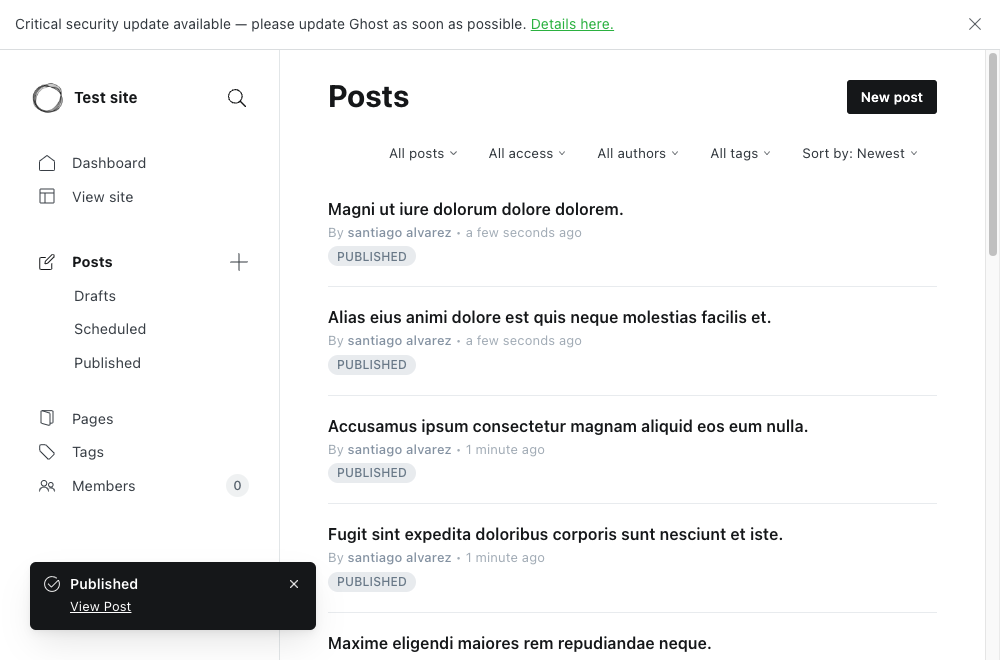 Critical security update available — please update Ghost as soon as possible. Details here.
Test site
Dashboard
View site
Posts
Drafts
Scheduled
Published
Pages
Tags
Members 0
Published
View Post
Posts
New post
All posts All access All authors All tags Sort by: Newest
Magni ut iure dolorum dolore dolorem.
By santiago alvarez • a few seconds ago
PUBLISHED
Alias eius animi dolore est quis neque molestias facilis et.
By santiago alvarez • a few seconds ago
PUBLISHED
Accusamus ipsum consectetur magnam aliquid eos eum nulla.
By santiago alvarez • 1 minute ago
PUBLISHED
Fugit sint expedita doloribus corporis sunt nesciunt et iste.
By santiago alvarez • 1 minute ago
PUBLISHED
Maxime eligendi maiores rem repudiandae neque.